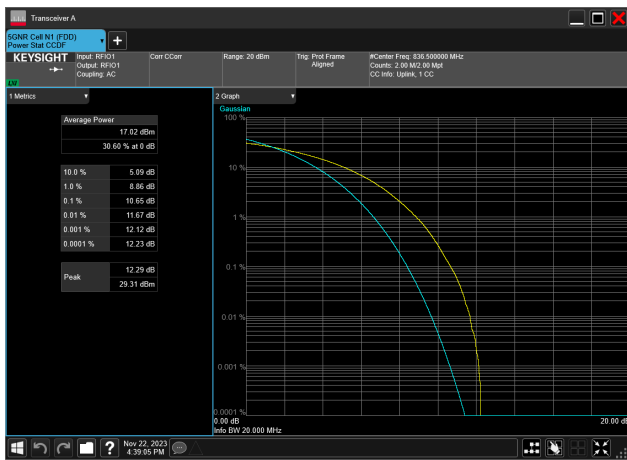 Transceiver A
5GNR Cell N1 (FDD)
Power Stat CCDF
KEYSIGHT
Input: RFIO1
Output: RFIO1
Coupling: AC
Corr CCorr
Range: 20 dBm
Trig: Prot Frame
Aligned
#Center Freq: 836.500000 MHz
Counts: 2.00 M/2.00 Mpt
CC Info: Uplink, 1 CC
LXI
1 Metrics
Average Power
17.02 dBm
30.60 % at 0 dB
10.0 % 5.09 dB
1.0 % 8.86 dB
0.1 % 10.65 dB
0.01 % 11.67 dB
0.001 % 12.12 dB
0.0001 % 12.23 dB
Peak 12.29 dB
29.31 dBm
2 Graph
Gaussian
100 %
10 %
1 %
0.1 %
0.01 %
0.001 %
0.0001 %
0.00 dB 20.00 dB
Info BW 20.000 MHz
Nov 22, 2023
4:39:05 PM